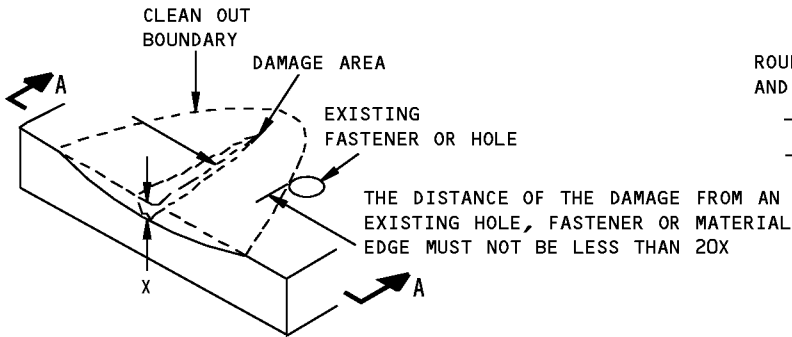 CLEAN OUT
BOUNDARY
DAMAGE AREA
A
EXISTING
FASTENER OR HOLE
THE DISTANCE OF THE DAMAGE FROM AN
EXISTING HOLE, FASTENER OR MATERIAL
EDGE MUST NOT BE LESS THAN 20X
X
A
AND